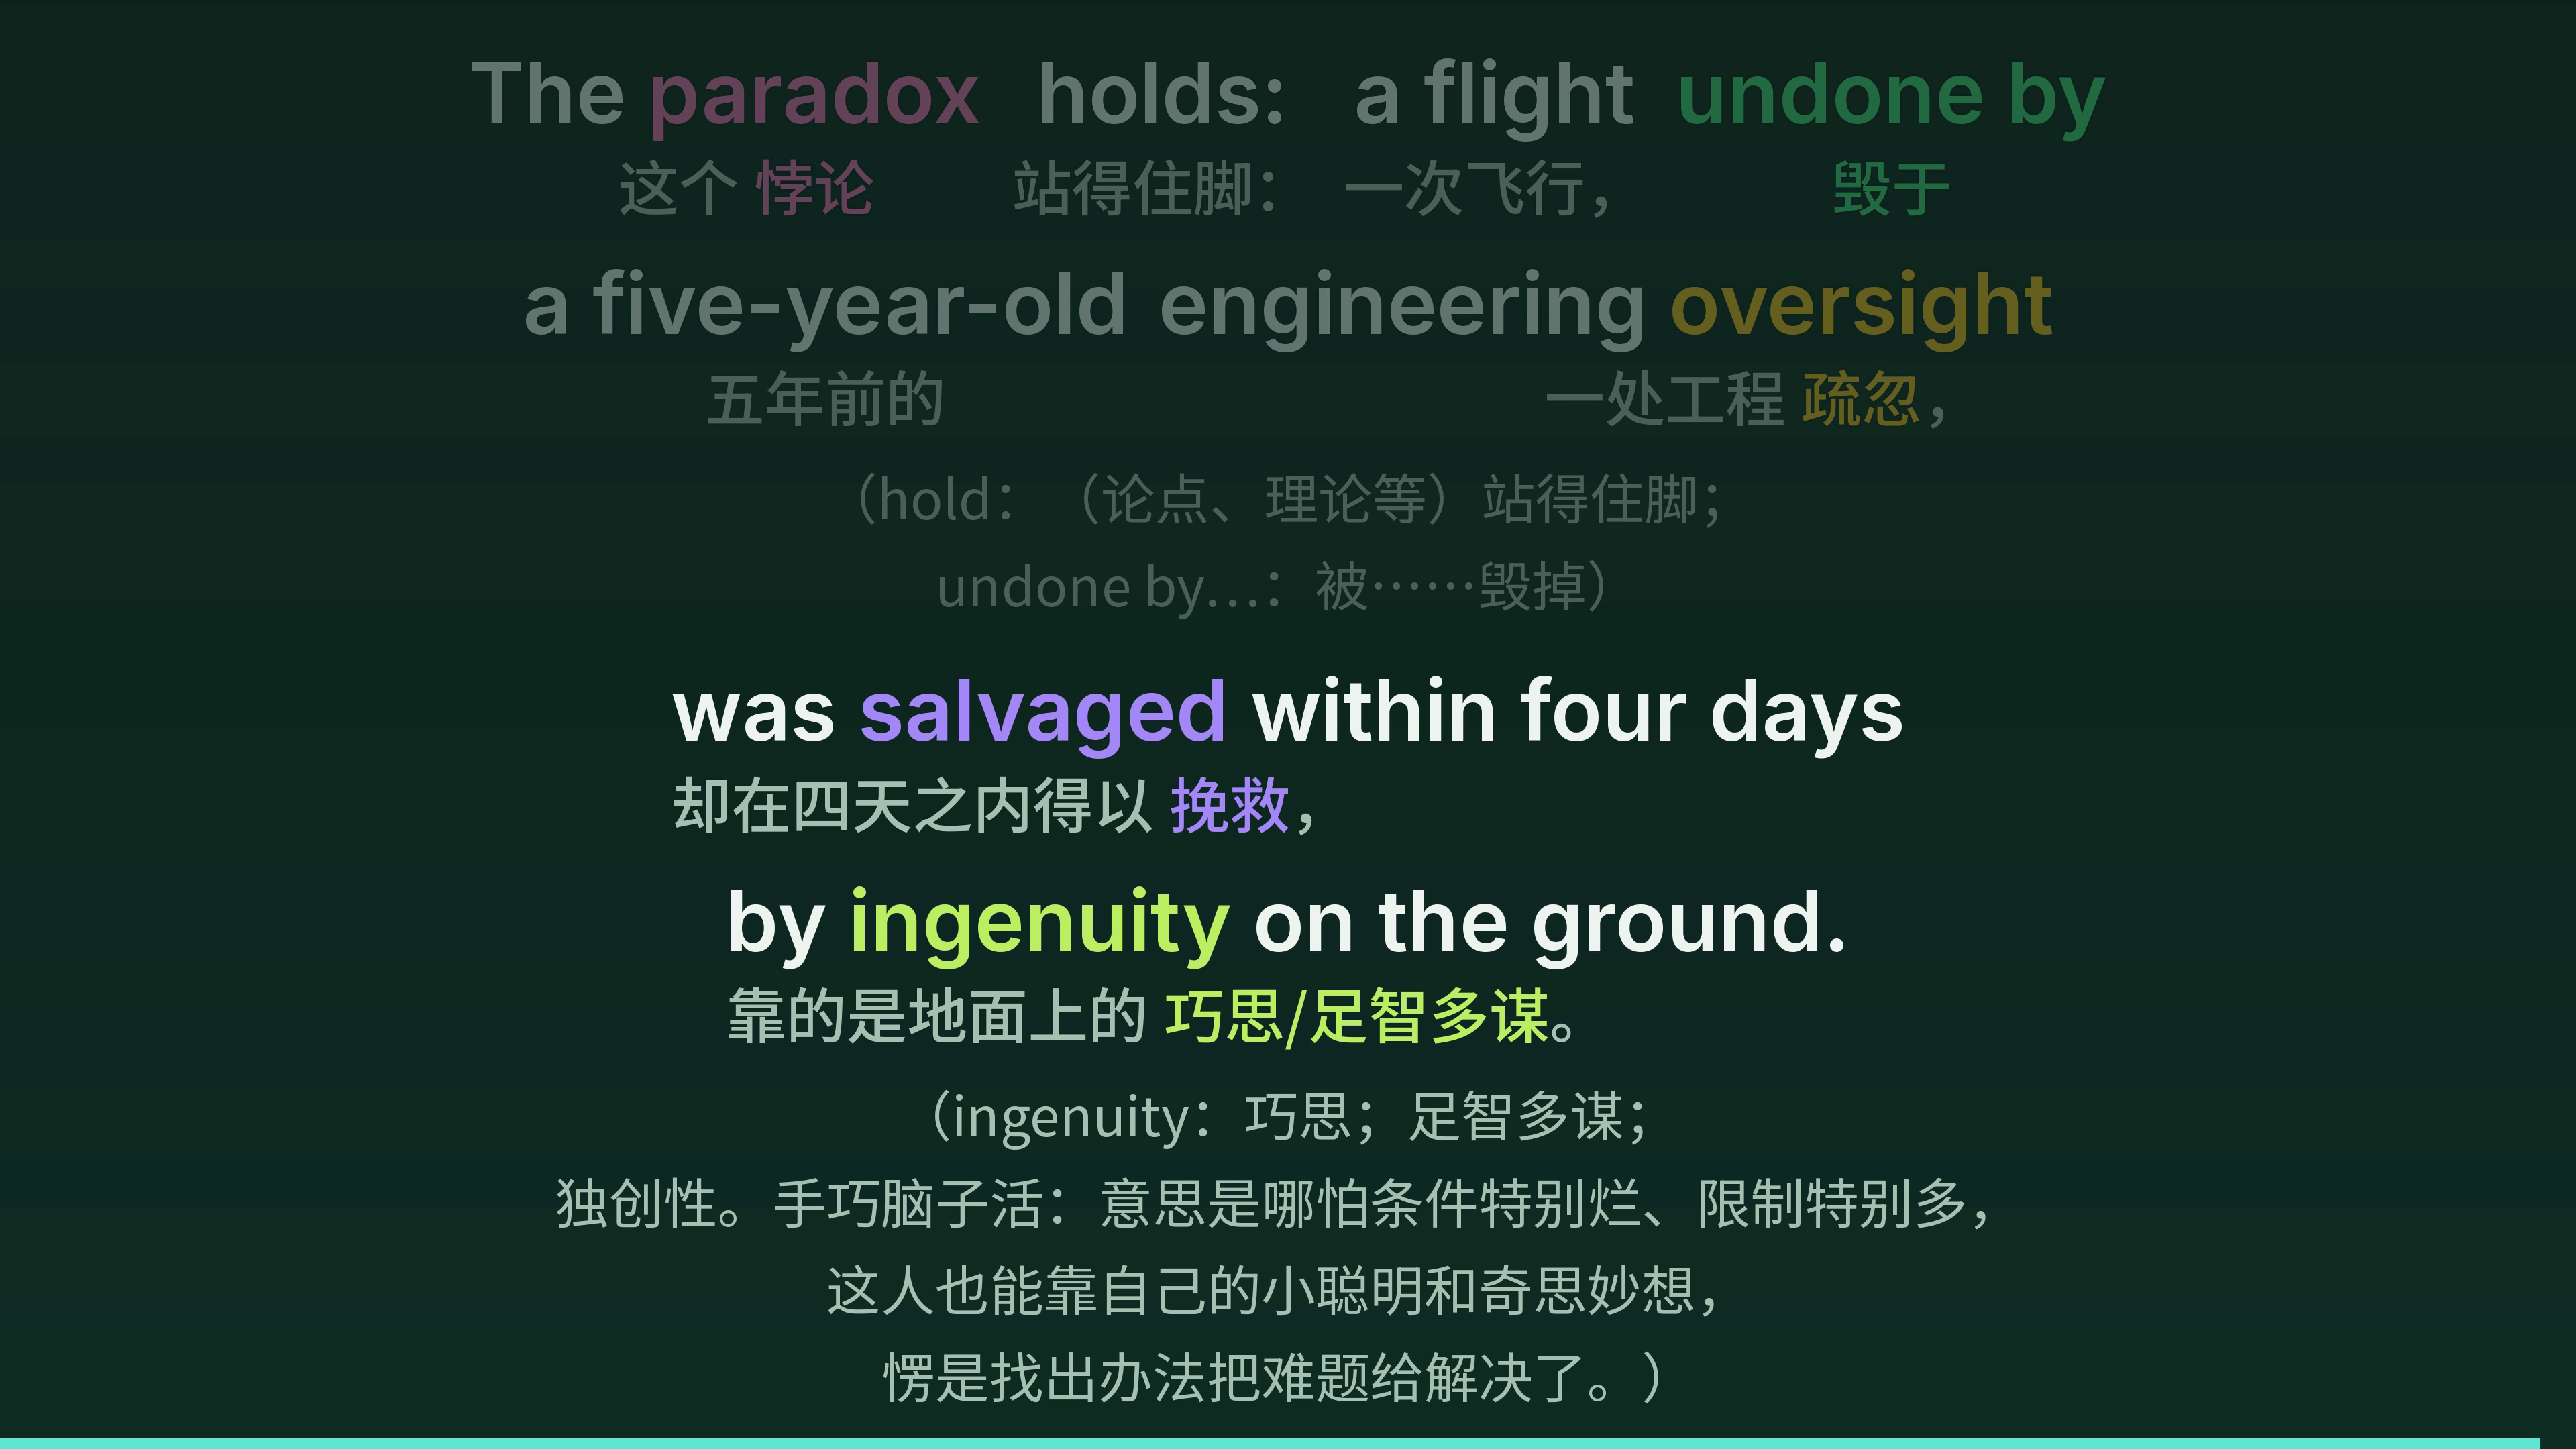 The paradox holds: a flight undone by
这个 悖论 站得住脚： 一次飞行， 毁于
a five-year-old engineering oversight
五年前的 一处工程 疏忽，
（hold：（论点、理论等）站得住脚；
undone by…：被……毁掉）
was salvaged within four days
却在四天之内得以 挽救，
by ingenuity on the ground.
靠的是地面上的 巧思/足智多谋。
（ingenuity：巧思；足智多谋；
独创性。手巧脑子活：意思是哪怕条件特别烂、限制特别多，
这人也能靠自己的小聪明和奇思妙想，
愣是找出办法把难题给解决了。）